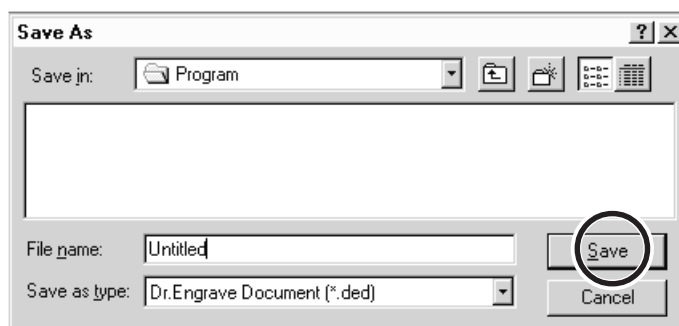 Save As
Save in: Program
File name: Untitled
Save
Save as type: Dr.Engrave Document (*.ded)
Cancel